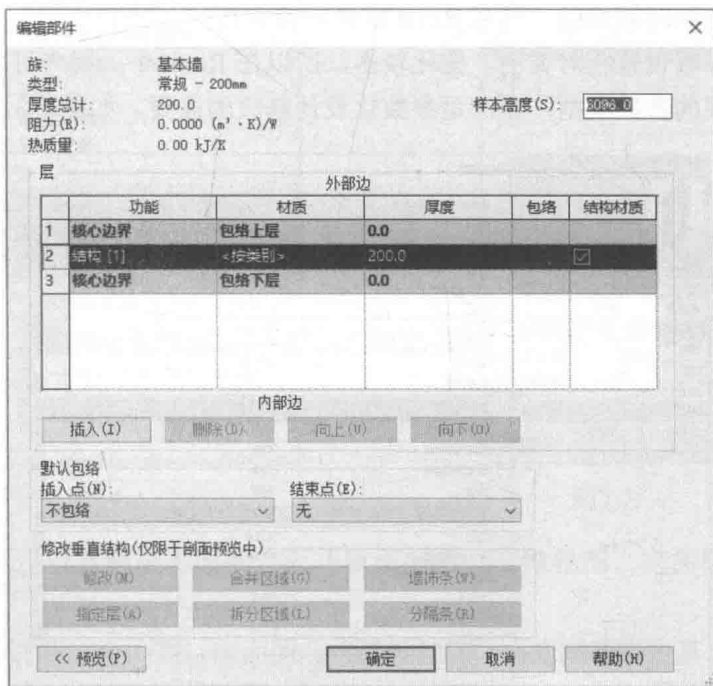 编辑部件
族: 基本墙
类型: 常规 - 200mm
厚度总计: 200.0 样本高度(S): 6096.0
阻力(R): 0.0000 (m²·K)/W
热质量: 0.00 kJ/K
层
外部边
功能 材质 厚度 包络 结构材质
1 核心边界 包络上层 0.0
2 结构 [1] <按类别> 200.0
3 核心边界 包络下层 0.0
内部边
插入(I) 删除(D) 向上(U) 向下(O)
默认包络
插入点(N): 结束点(E):
不包络 无
修改垂直结构(仅限于剖面预览中)
修改(M) 合并区域(G) 墙饰条(W)
指定层(A) 拆分区域(L) 分隔条(R)
<< 预览(P) 确定 取消 帮助(H)